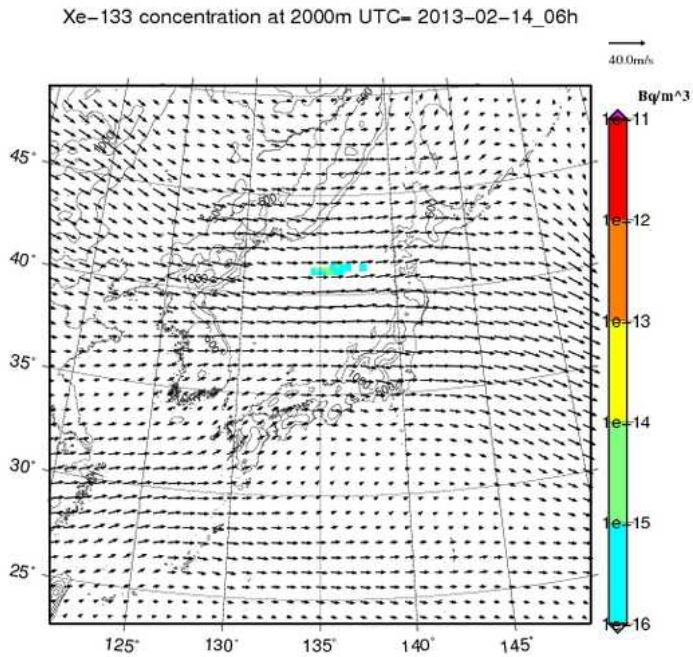 Xe-133 concentration at 2000m UTC= 2013-02-14_06h
40.0m/s
Bq/m^3
1e-11
45°
1e-12
40°
1000
1e-13
35°
1e-14
30°
1e-15
25°
1e-16
125° 130° 135° 140° 145°